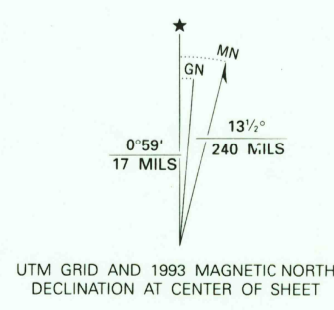 ★
MN
GN
0°59'
17 MILS
13½°
240 MILS
UTM GRID AND 1993 MAGNETIC NORTH
DECLINATION AT CENTER OF SHEET